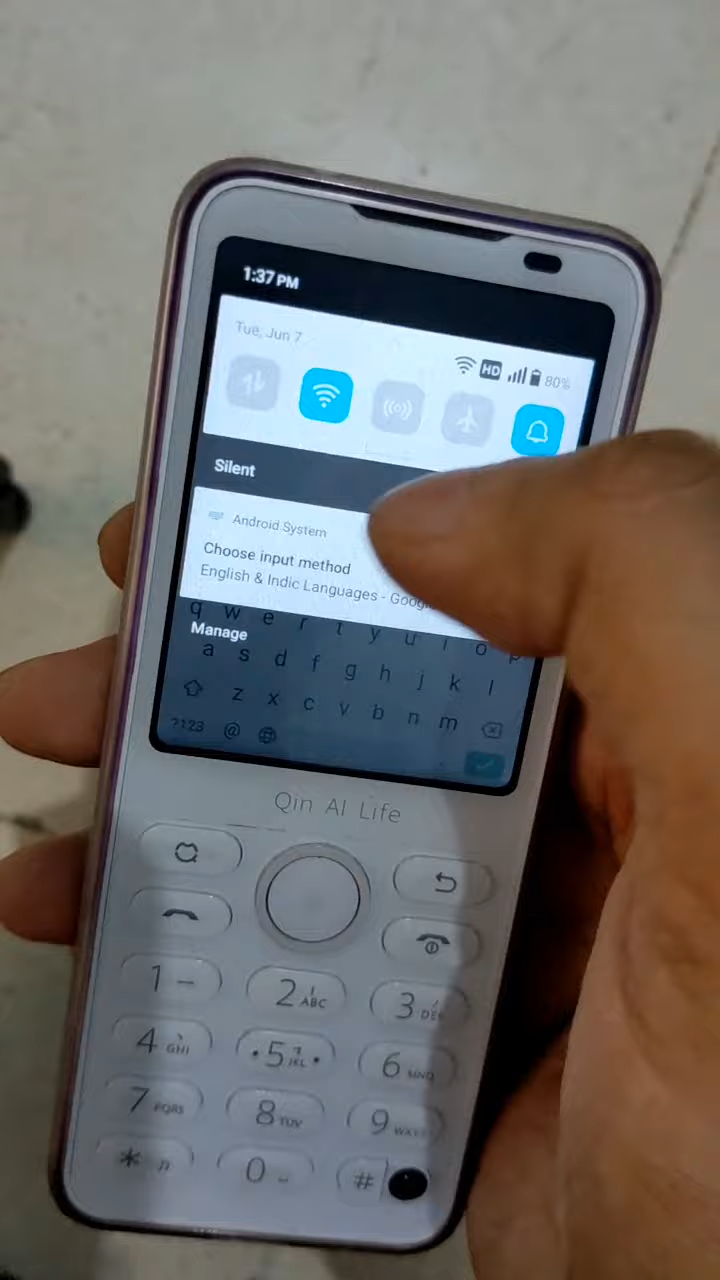 1:37 PM
Tue, Jun 7
HD
80%
Silent
Android System
Choose input method
English & Indic Languages -
q w e r t y u i o p
Manage
a s d f g h j k l
z x c v b n m
?123 @
Qin AI Life
1 2 ABC 3 DEF
4 GHI 5 JKL 6 MNO
7 PQRS 8 TUV 9 WXYZ
* 0 #